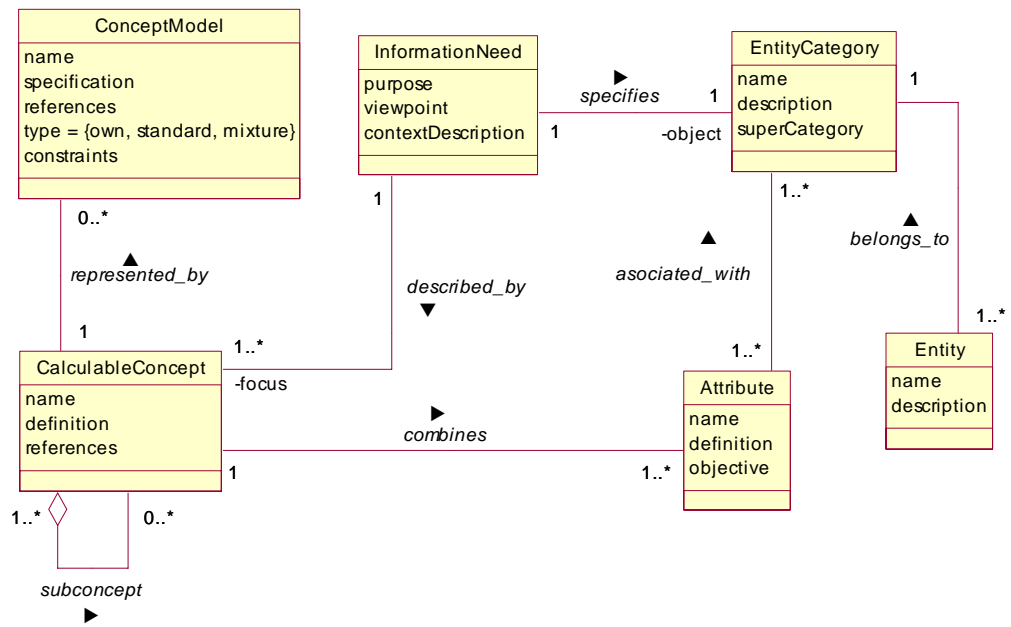 ConceptModel
name
specification
references
type = {own, standard, mixture}
constraints
0..*
represented_by
1
InformationNeed
purpose
viewpoint
contextDescription
1
specifies
1
-object
EntityCategory
name
description
superCategory
1
1..*
belongs_to
asociated_with
1
described_by
1..*
-focus
1..*
1..*
CalculableConcept
name
definition
references
combines
1
1..*
Attribute
name
definition
objective
Entity
name
description
1..*
0..*
subconcept